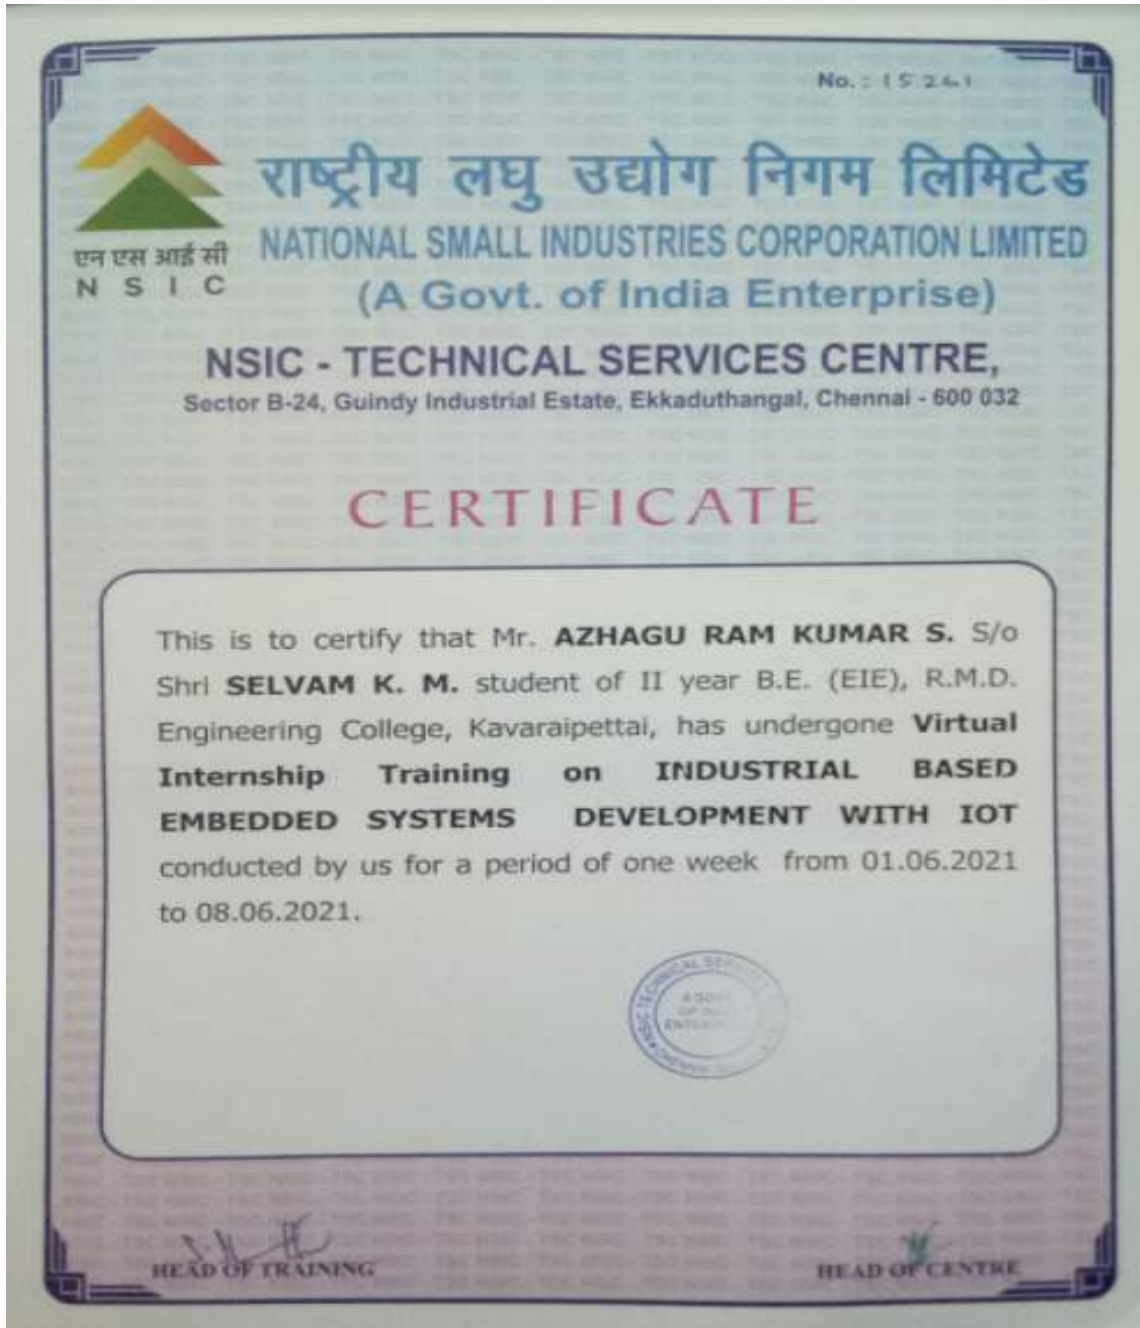 No. : 15261
राष्ट्रीय लघु उद्योग निगम लिमिटेड
एन एस आई सी
N S I C
NATIONAL SMALL INDUSTRIES CORPORATION LIMITED
(A Govt. of India Enterprise)
NSIC - TECHNICAL SERVICES CENTRE,
Sector B-24, Guindy Industrial Estate, Ekkaduthangal, Chennai - 600 032
CERTIFICATE
This is to certify that Mr. AZHAGU RAM KUMAR S. S/o
Shri SELVAM K. M. student of II year B.E. (EIE), R.M.D.
Engineering College, Kavaraipettai, has undergone Virtual
Internship Training on INDUSTRIAL BASED
EMBEDDED SYSTEMS DEVELOPMENT WITH IOT
conducted by us for a period of one week from 01.06.2021
to 08.06.2021.
HEAD OF TRAINING
HEAD OF CENTRE